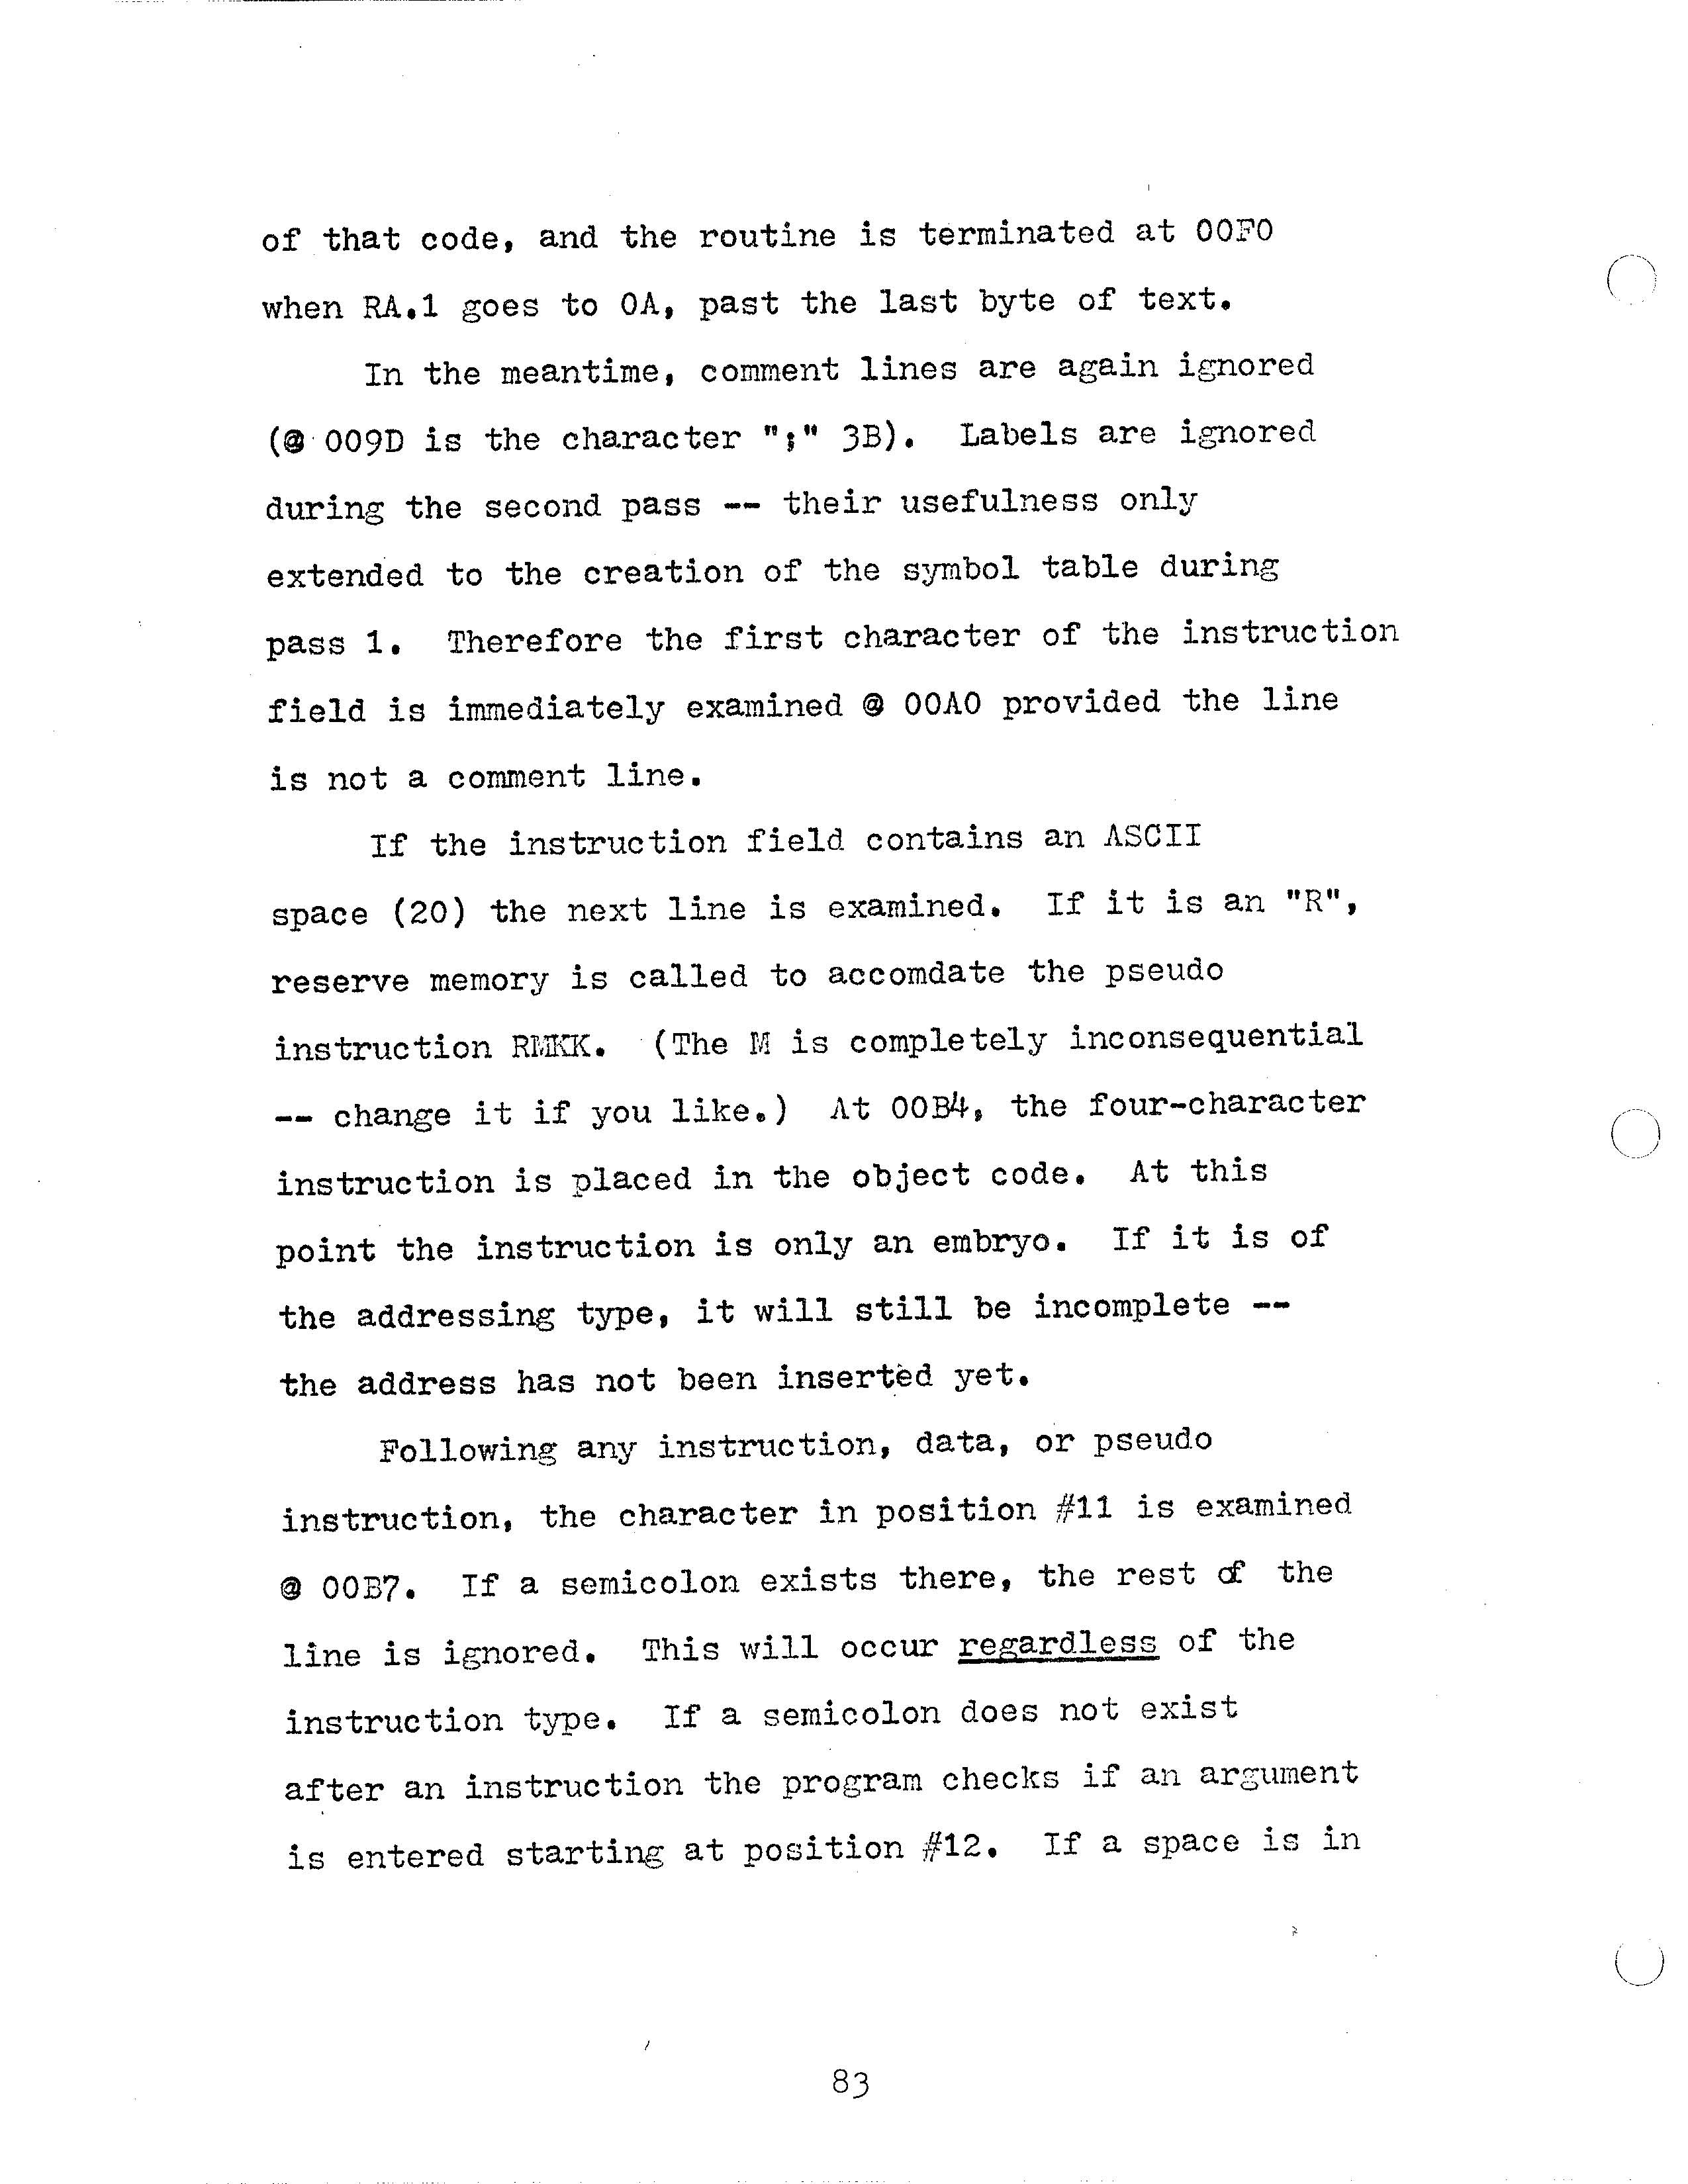 of that code, and the routine is terminated at 00F0
when RA.1 goes to 0A, past the last byte of text.
In the meantime, comment lines are again ignored
(@ 009D is the character ";" 3B).  Labels are ignored
during the second pass -- their usefulness only
extended to the creation of the symbol table during
pass 1.  Therefore the first character of the instruction
field is immediately examined @ 00A0 provided the line
is not a comment line.
If the instruction field contains an ASCII
space (20) the next line is examined.  If it is an "R",
reserve memory is called to accomdate the pseudo
instruction RMKK.  (The M is completely inconsequential
-- change it if you like.)  At 00B4, the four-character
instruction is placed in the object code.  At this
point the instruction is only an embryo.  If it is of
the addressing type, it will still be incomplete --
the address has not been inserted yet.
Following any instruction, data, or pseudo
instruction, the character in position #11 is examined
@ 00B7.  If a semicolon exists there, the rest of the
line is ignored.  This will occur regardless of the
instruction type.  If a semicolon does not exist
after an instruction the program checks if an argument
is entered starting at position #12.  If a space is in
83